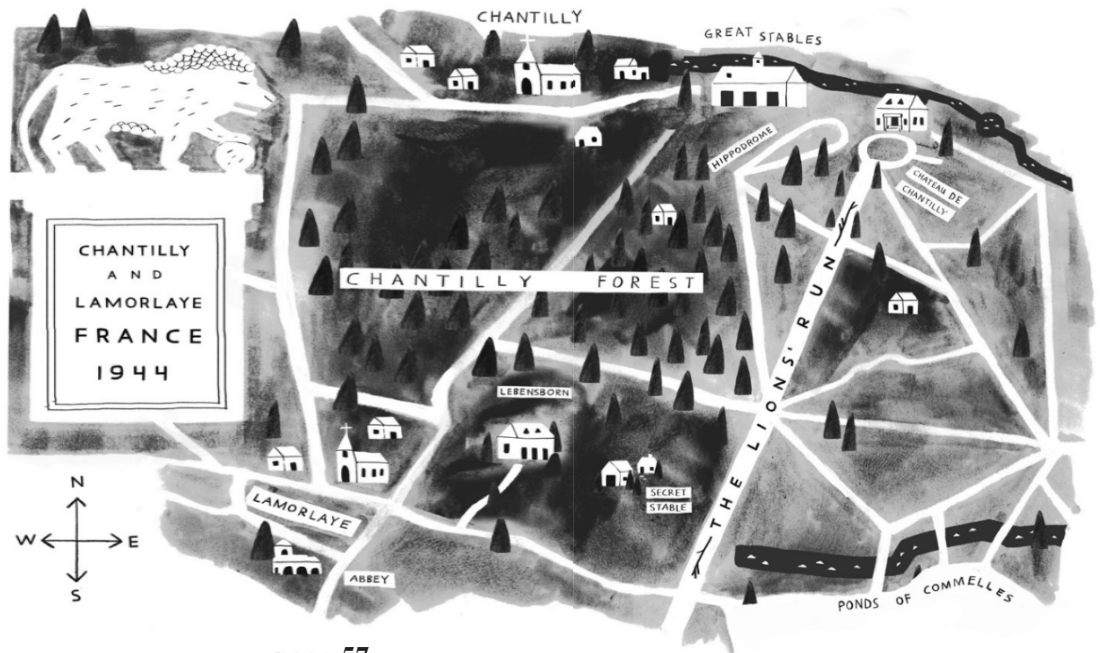 CHANTILLY
GREAT STABLES
HIPPODROME
CHATEAU DE
CHANTILLY
CHANTILLY
AND
LAMORLAYE
FRANCE
1944
CHANTILLY FOREST
THE LIONS' RUN
LEBENSBORN
SECRET
STABLE
N
W E
S
LAMORLAYE
ABBEY
PONDS OF COMMELLES
57